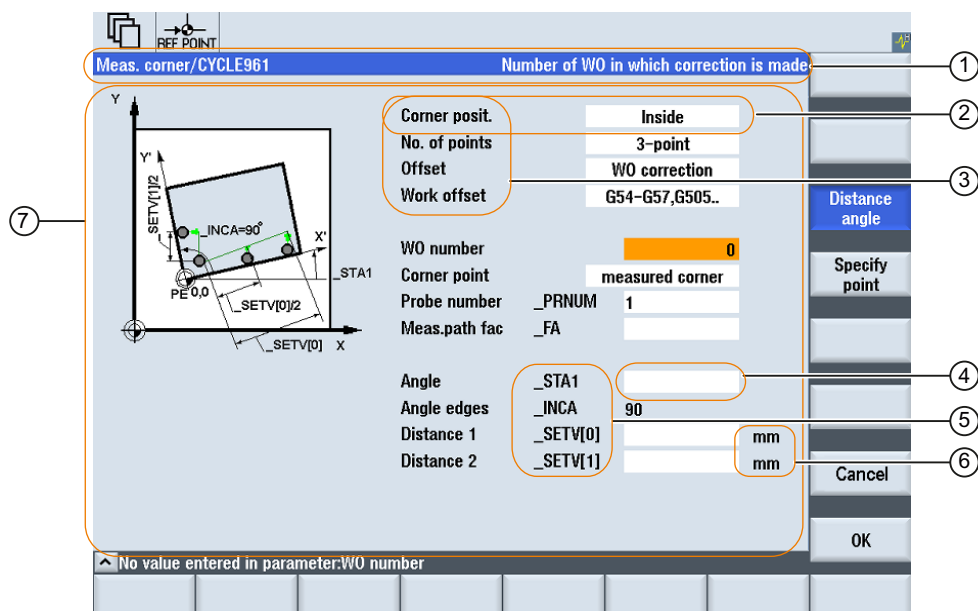 REF POINT
Meas. corner/CYCLE961 Number of WO in which correction is made
1
Y
Corner posit. Inside
2
No. of points 3-point
Offset WO correction
3
Work offset G54-G57,G505..
Y'
SETV[1]/2
_INCA=90°
X'
_STA1
PE 0,0
_SETV[0]/2
_SETV[0]
X
7
Distance
angle
WO number 0
Corner point measured corner
Specify
point
Probe number _PRNUM 1
Meas.path fac _FA
Angle _STA1
4
Angle edges _INCA 90
5
Distance 1 _SETV[0] mm
Distance 2 _SETV[1] mm
6
Cancel
OK
No value entered in parameter:WO number